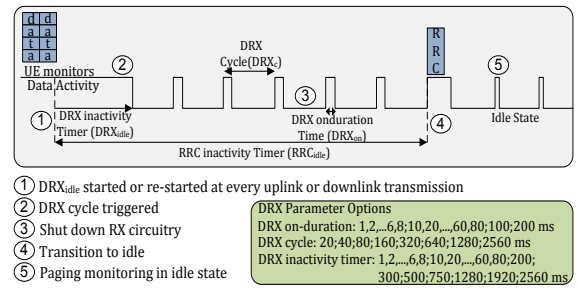 d d
a a
t t
a a
UE monitors
Data Activity
2
DRX
Cycle(DRXc)
3
R
R
C
5
1
DRX inactivity
Timer (DRXidle)
DRX onduration
Time (DRXon)
4
Idle State
RRC inactivity Timer (RRCidle)
1 DRXidle started or re-started at every uplink or downlink transmission
2 DRX cycle triggered
3 Shut down RX circuitry
4 Transition to idle
5 Paging monitoring in idle state
DRX Parameter Options
DRX on-duration: 1,2,...6,8;10,20,...,60,80;100;200 ms
DRX cycle: 20;40;80;160;320;640;1280;2560 ms
DRX inactivity timer: 1,2,...,6,8;10,20,...,60,80;200;
300;500;750;1280;1920;2560 ms